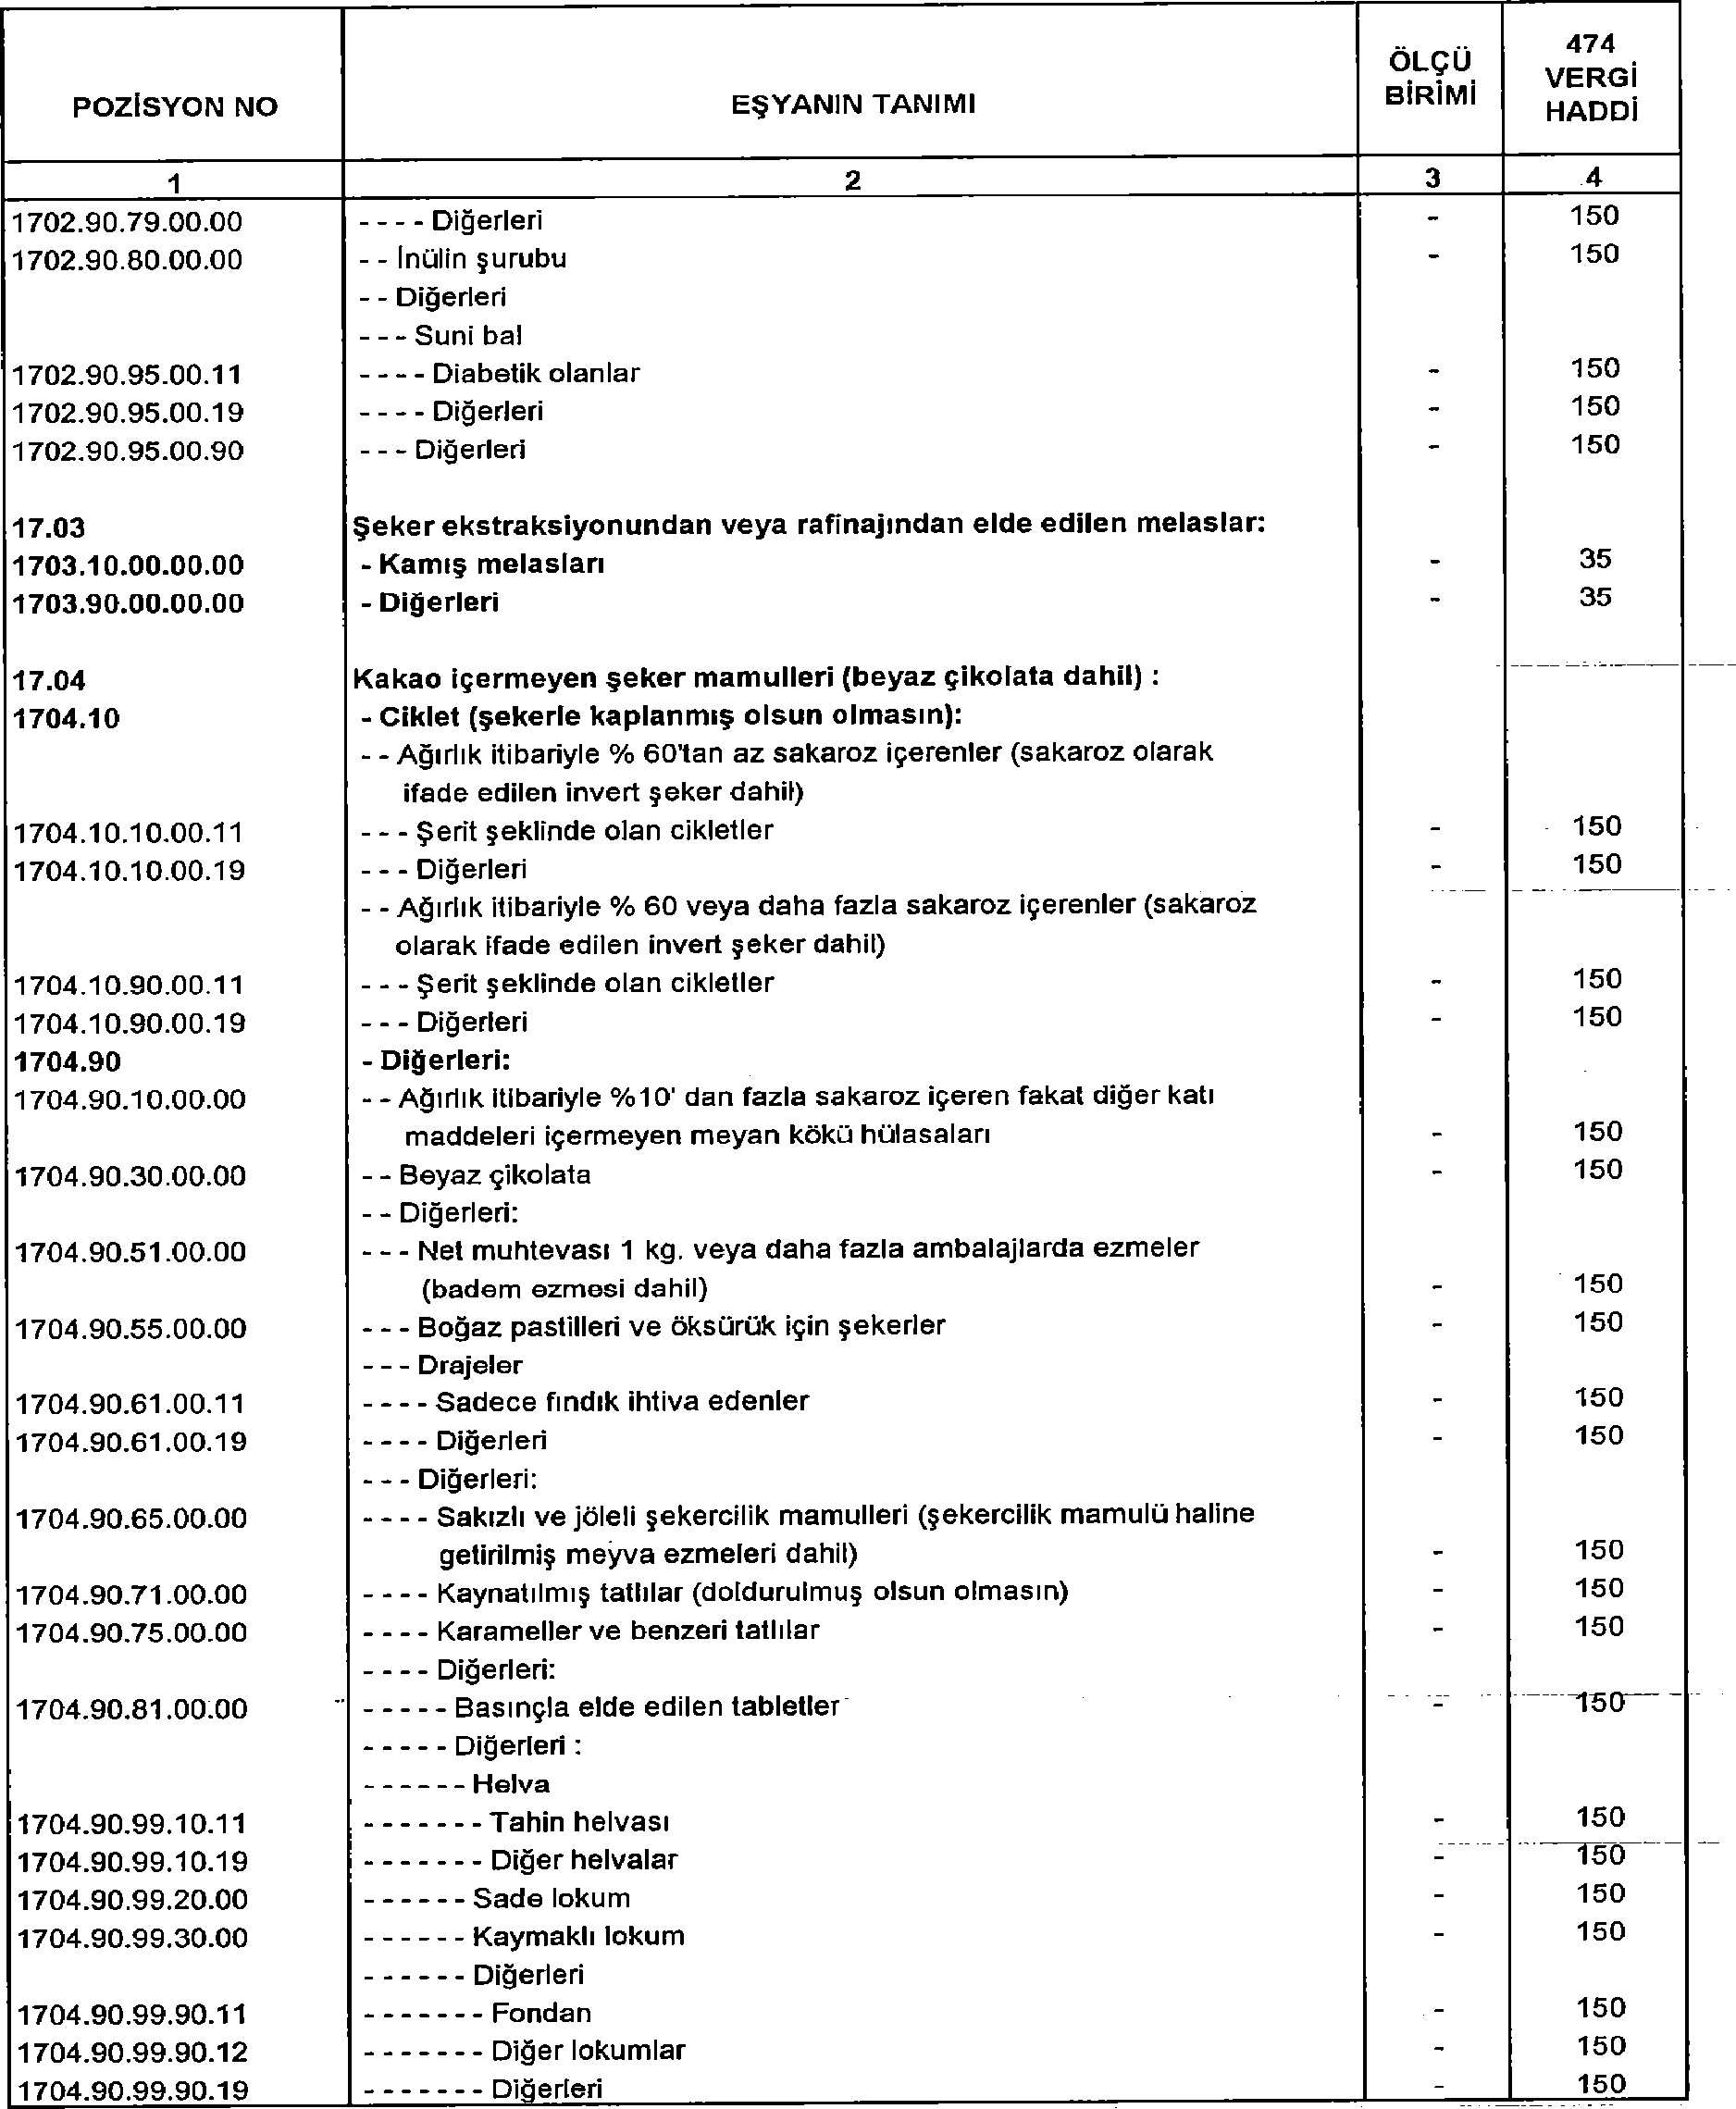 POZİSYON NO EŞYANIN TANIMI ÖLÇÜ BİRİMİ 474 VERGİ HADDİ
1 2 3 4
1702.90.79.00.00 - - - - Diğerleri - 150
1702.90.80.00.00 - - İnülin şurubu - 150
- - Diğerleri
- - - Suni bal
1702.90.95.00.11 - - - - Diabetik olanlar - 150
1702.90.95.00.19 - - - - Diğerleri - 150
1702.90.95.00.90 - - - Diğerleri - 150
17.03 Şeker ekstraksiyonundan veya rafinajından elde edilen melaslar:
1703.10.00.00.00 - Kamış melasları - 35
1703.90.00.00.00 - Diğerleri - 35
17.04 Kakao içermeyen şeker mamulleri (beyaz çikolata dahil) :
1704.10 - Ciklet (şekerle kaplanmış olsun olmasın):
- - Ağırlık itibariyle % 60'tan az sakaroz içerenler (sakaroz olarak
ifade edilen invert şeker dahil)
1704.10.10.00.11 - - - Şerit şeklinde olan cikletler - 150
1704.10.10.00.19 - - - Diğerleri - 150
- - Ağırlık itibariyle % 60 veya daha fazla sakaroz içerenler (sakaroz
olarak ifade edilen invert şeker dahil)
1704.10.90.00.11 - - - Şerit şeklinde olan cikletler - 150
1704.10.90.00.19 - - - Diğerleri - 150
1704.90 - Diğerleri:
1704.90.10.00.00 - - Ağırlık itibariyle %10' dan fazla sakaroz içeren fakat diğer katı
maddeleri içermeyen meyan kökü hülasaları - 150
1704.90.30.00.00 - - Beyaz çikolata - 150
- - Diğerleri:
1704.90.51.00.00 - - - Net muhtevası 1 kg. veya daha fazla ambalajlarda ezmeler
(badem ezmesi dahil) - 150
1704.90.55.00.00 - - - Boğaz pastilleri ve öksürük için şekerler - 150
- - - Drajeler
1704.90.61.00.11 - - - - Sadece fındık ihtiva edenler - 150
1704.90.61.00.19 - - - - Diğerleri - 150
- - - Diğerleri:
1704.90.65.00.00 - - - - Sakızlı ve jöleli şekercilik mamulleri (şekercilik mamulü haline
getirilmiş meyva ezmeleri dahil) - 150
1704.90.71.00.00 - - - - Kaynatılmış tatlılar (doldurulmuş olsun olmasın) - 150
1704.90.75.00.00 - - - - Karameller ve benzeri tatlılar - 150
- - - - Diğerleri:
1704.90.81.00.00 - - - - - Basınçla elde edilen tabletler - 150
- - - - - Diğerleri :
- - - - - - Helva
1704.90.99.10.11 - - - - - - - Tahin helvası - 150
1704.90.99.10.19 - - - - - - - Diğer helvalar - 150
1704.90.99.20.00 - - - - - - Sade lokum - 150
1704.90.99.30.00 - - - - - - Kaymaklı lokum - 150
- - - - - - Diğerleri
1704.90.99.90.11 - - - - - - - Fondan - 150
1704.90.99.90.12 - - - - - - - Diğer lokumlar - 150
1704.90.99.90.19 - - - - - - - Diğerleri - 150